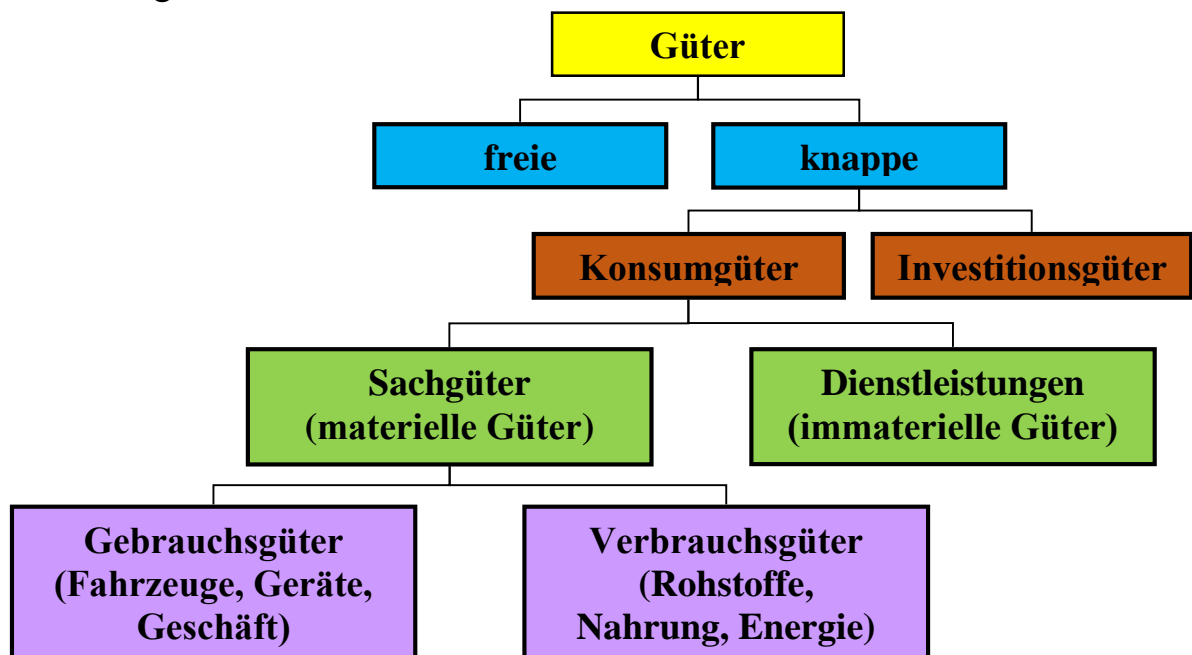 Güter
freie
knappe
Konsumgüter
Investitionsgüter
Sachgüter
(materielle Güter)
Dienstleistungen
(immaterielle Güter)
Gebrauchsgüter
(Fahrzeuge, Geräte,
Geschäft)
Verbrauchsgüter
(Rohstoffe,
Nahrung, Energie)